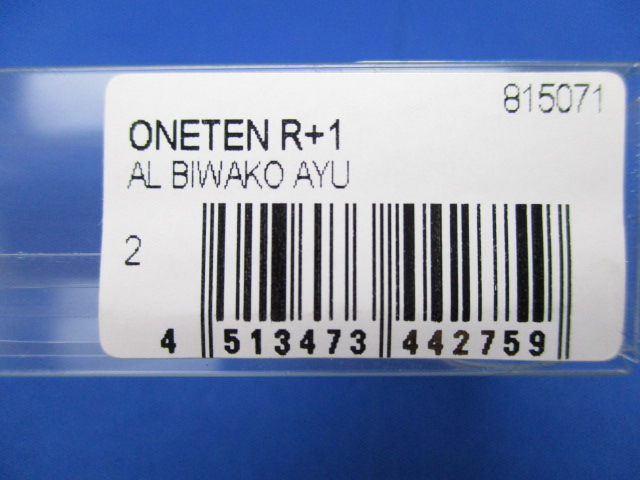 815071
ONETEN R+1
AL BIWAKO AYU
2
4 513473 442759